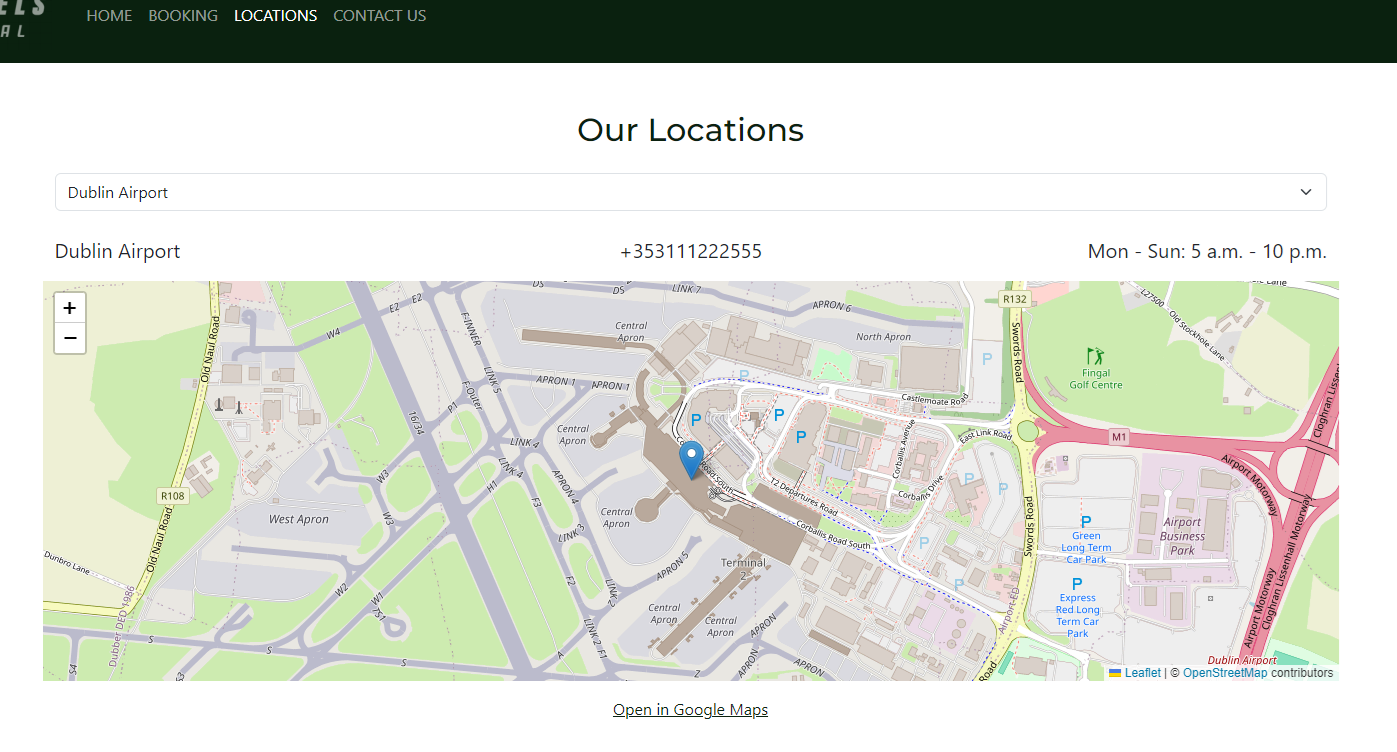 ELS
AL
HOME BOOKING LOCATIONS CONTACT US
Our Locations
Dublin Airport
Dublin Airport +353111222555 Mon - Sun: 5 a.m. - 10 p.m.
+
−
DS
DS
LINK 7
E2
E2
W4
Old Naul Road
F-INNER
LINK 5
Central
Apron
APRON 6
North Apron
R132
L27500
Old Stockhole Lane
Lane
Swords Road
P
P
Fingal
Golf Centre
Cloghran Lissen
APRON 1
APRON 1
F-Outer
P1
16/34
Castlemoate Road
P
P
P
Central
Apron
LINK 4
LINK 4
East Link Road
M1
Corballis Avenue
Airport Motorway
W3
W3
H1
F3
APRON 4
Road South
T2 Departures Road
Corballis Drive
P
P
R108
West Apron
Central
Apron
LINK 3
Corballis Road South
Swords Road
P
Green
Long Term
Car Park
Airport
Business
Park
Old Naul Road
Dunbro Lane
P
Terminal
2
APRON 5
F2
W2
W1
751
LINK 2
P
P
Express
Red Long
Term Car
Park
Airport Motorway
Cloghran Lissenhall Motorway
Dubber DED 1986
Airport ED
Central
Apron
Central
Apron
APRON
S
S
S
S4
S3
A
F1
Z
APRON
Road
Dublin Airport
Leaflet | © OpenStreetMap contributors
Open in Google Maps